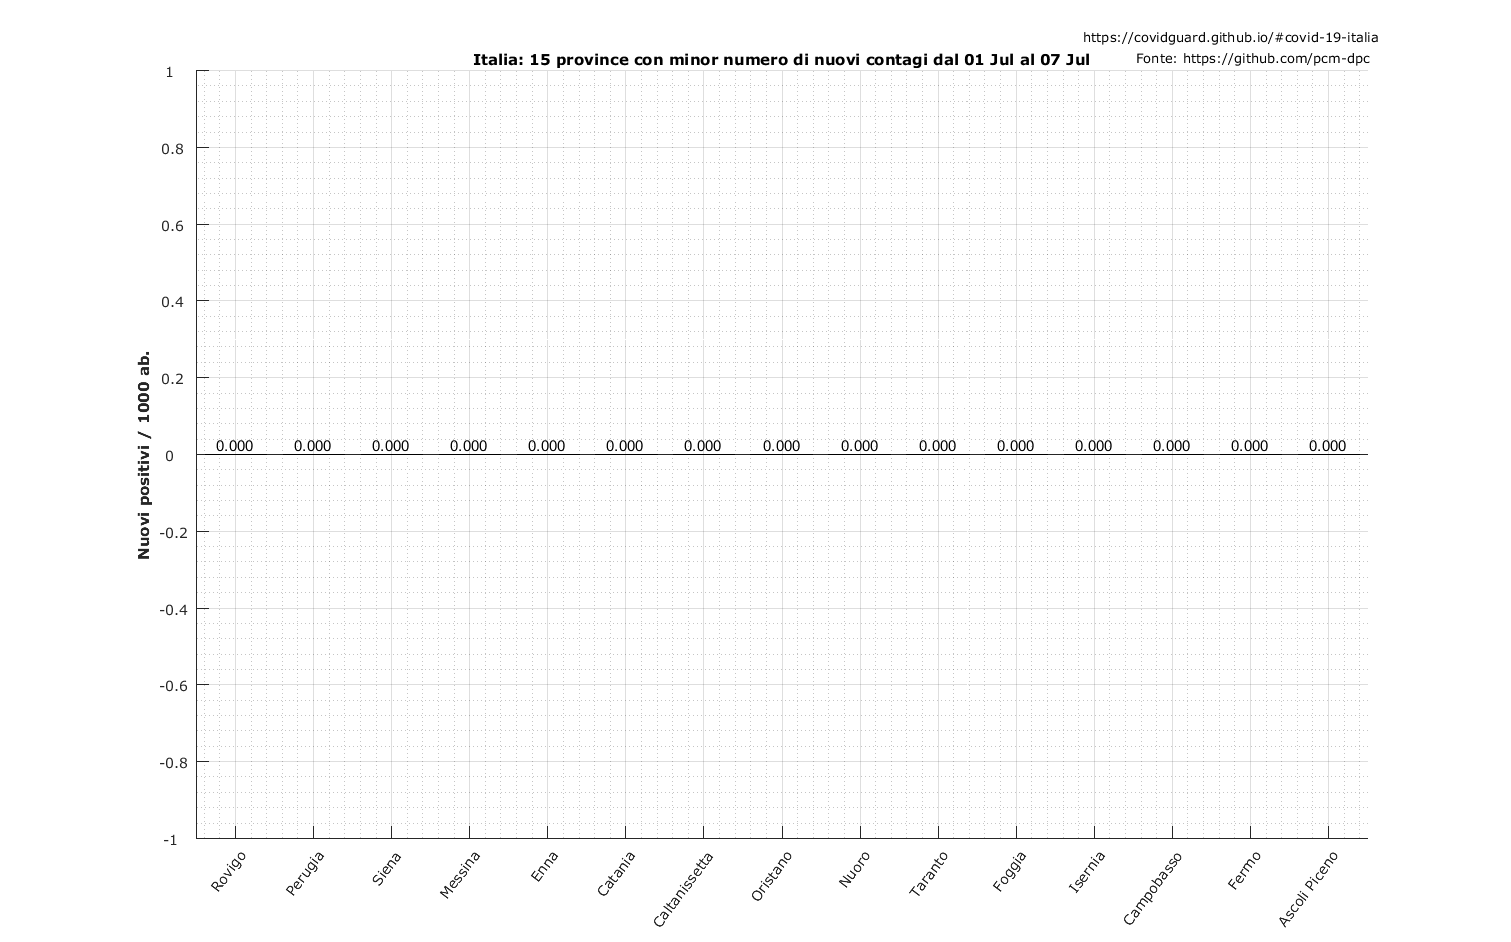 https://covidguard.github.io/#covid-19-italia
Italia: 15 province con minor numero di nuovi contagi dal 01 Jul al 07 Jul
Fonte: https://github.com/pcm-dpc
Nuovi positivi / 1000 ab.
1
0.8
0.6
0.4
0.2
0
-0.2
-0.4
-0.6
-0.8
-1
0.000 0.000 0.000 0.000 0.000 0.000 0.000 0.000 0.000 0.000 0.000 0.000 0.000 0.000 0.000
Rovigo
Perugia
Siena
Messina
Enna
Catania
Caltanissetta
Oristano
Nuoro
Taranto
Foggia
Isernia
Campobasso
Fermo
Ascoli Piceno